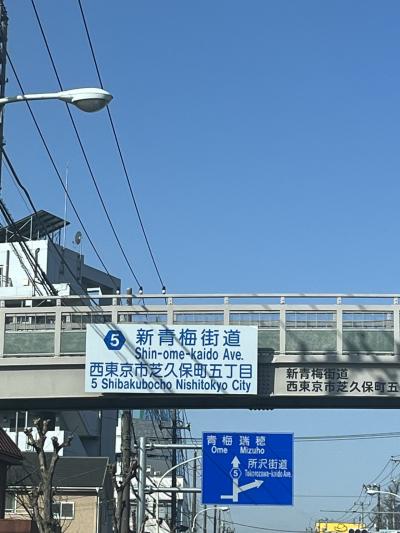 5 新青梅街道
Shin-ome-kaido Ave.
西東京市芝久保町五丁目
5 Shibakubocho Nishitokyo City
新青梅街道
西東京市芝久保町五
青梅 瑞穂
Ome Mizuho
所沢街道
Tokorozawa-kaido Ave.
5